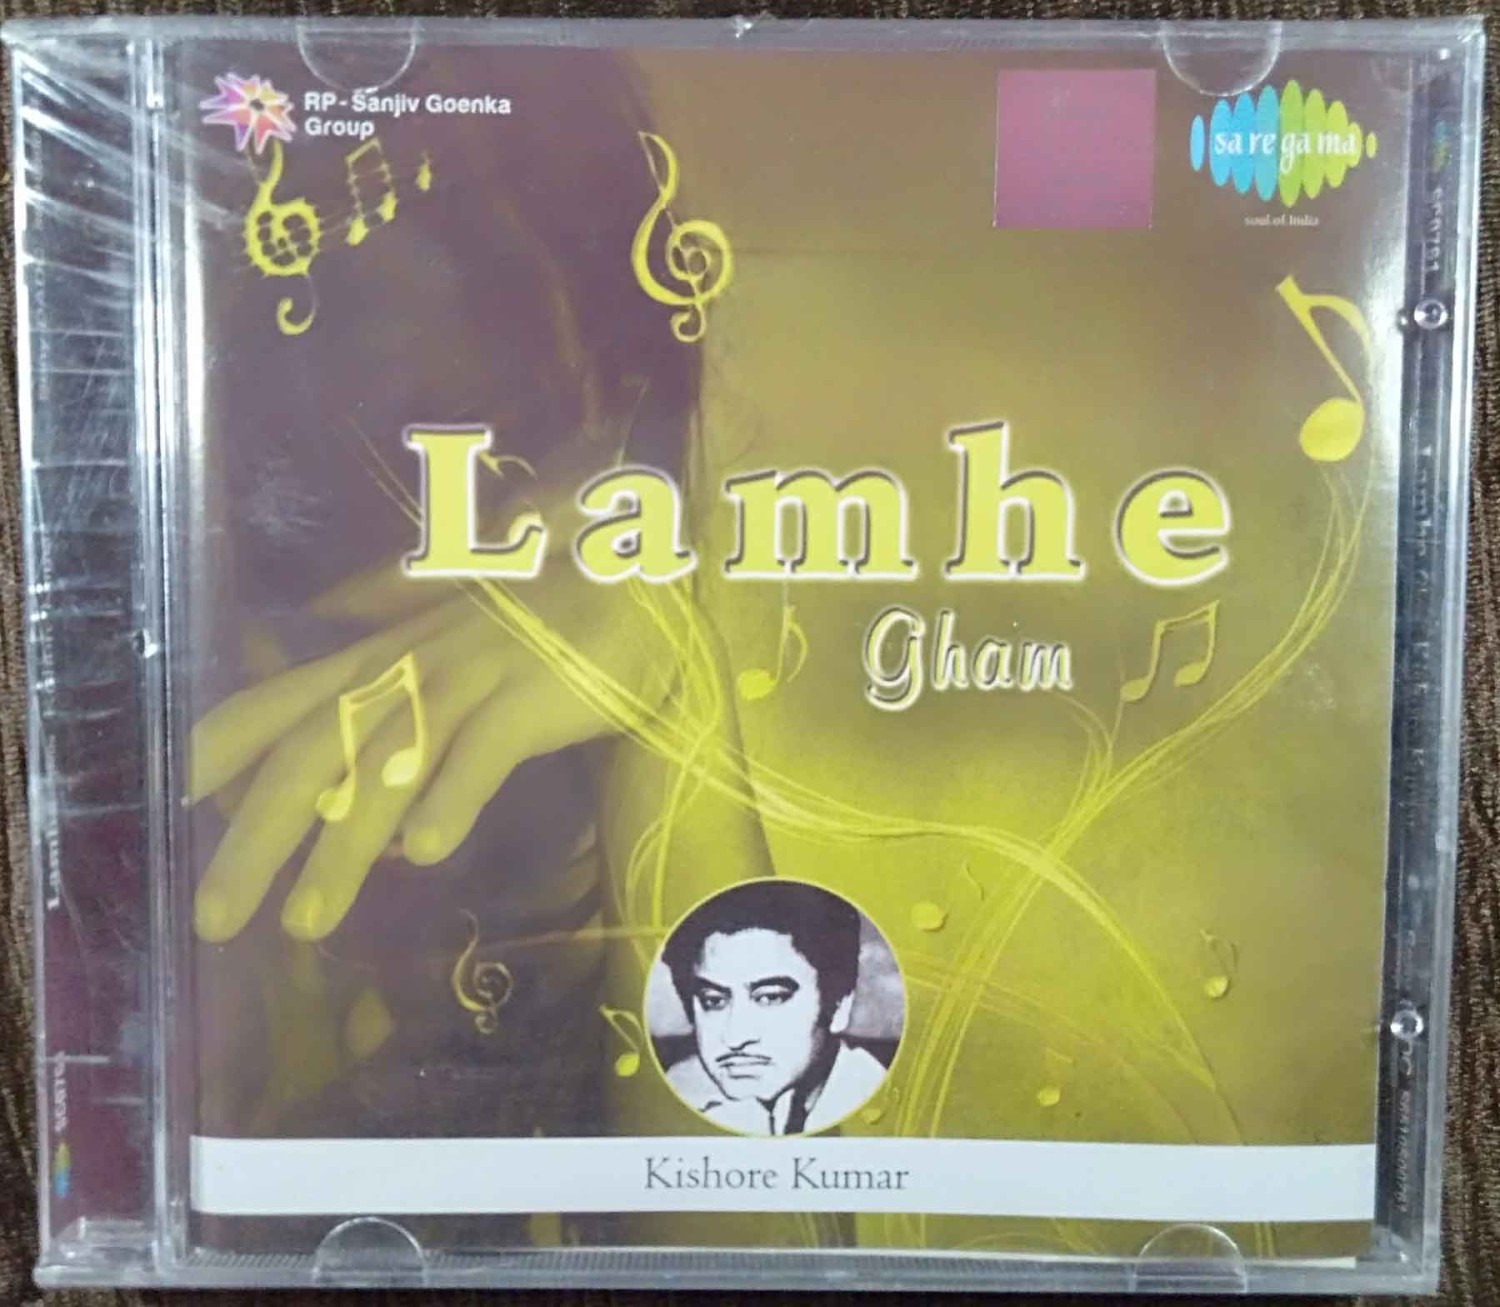 RP-Sanjiv Goenka
Group
sa re ga ma
soul of India
Lamhe
Gham
Kishore Kumar